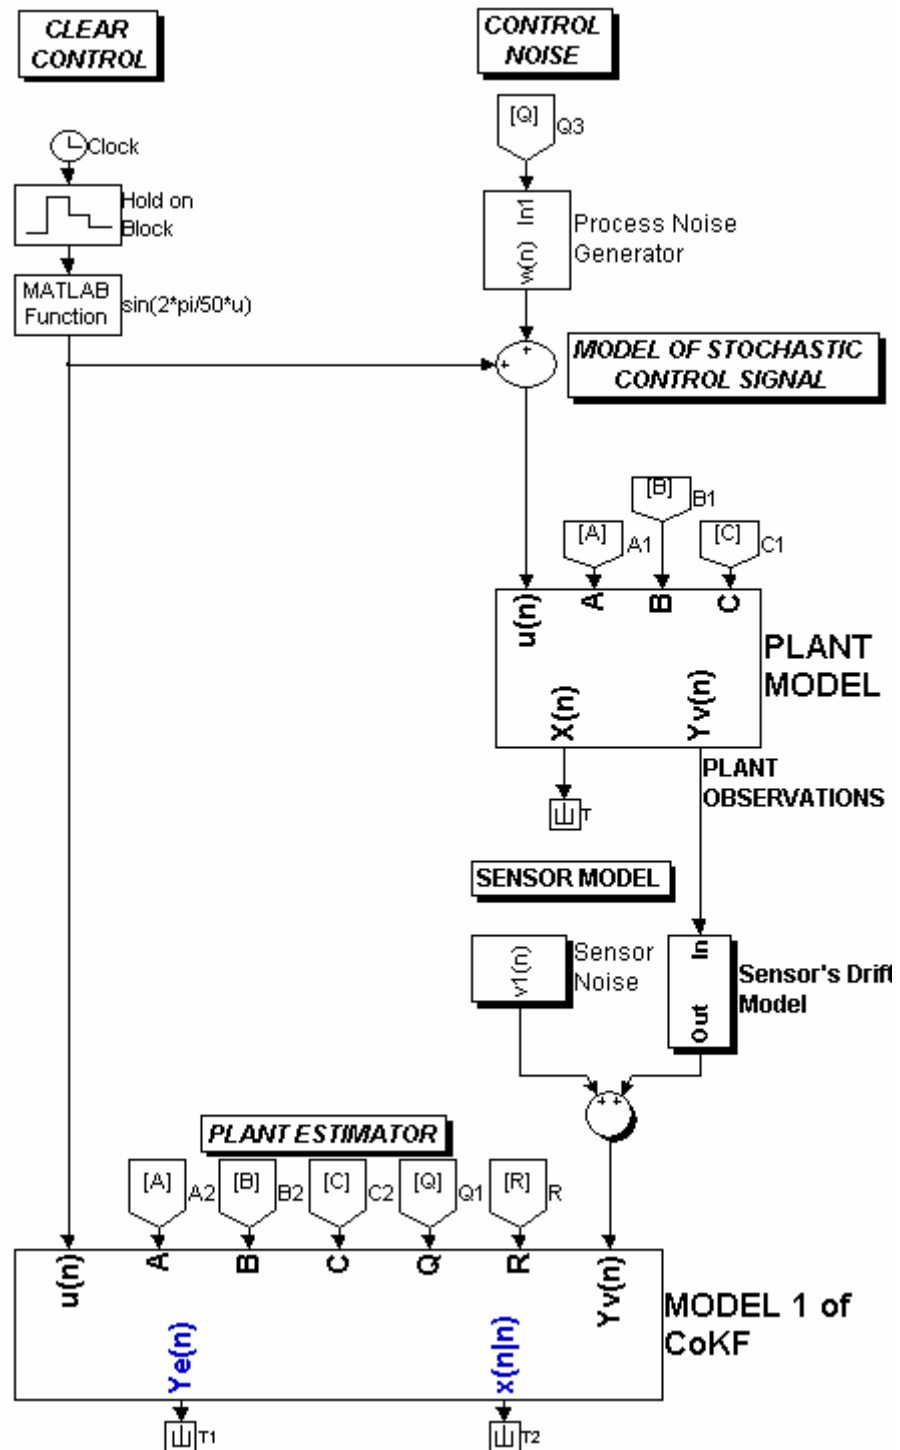 CLEAR
CONTROL
CONTROL
NOISE
[Q]
Q3
Clock
Hold on
Block
In1
w(n)
Process Noise
Generator
MATLAB
Function
sin(2*pi/50*u)
+
+
MODEL OF STOCHASTIC
CONTROL SIGNAL
[B]
B1
[A]
A1
[C]
C1
u(n)
A
B
C
X(n)
Yv(n)
PLANT
MODEL
T
PLANT
OBSERVATIONS
SENSOR MODEL
v1(n)
Sensor
Noise
In
Out
Sensor's Drift
Model
+ +
PLANT ESTIMATOR
[A]
A2
[B]
B2
[C]
C2
[Q]
Q1
[R]
R
u(n)
A
B
C
Q
R
Yv(n)
Ye(n)
x(n|n)
MODEL 1 of
CoKF
T1
T2